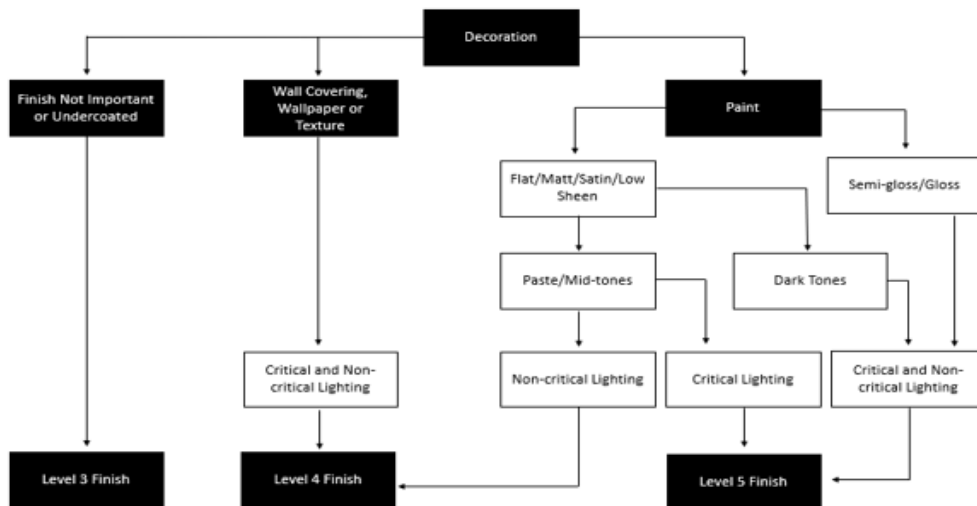 Decoration
Finish Not Important
or Undercoated
Wall Covering,
Wallpaper or
Texture
Paint
Flat/Matt/Satin/Low
Sheen
Semi-gloss/Gloss
Paste/Mid-tones
Dark Tones
Critical and Non-
critical Lighting
Non-critical Lighting
Critical Lighting
Critical and Non-
critical Lighting
Level 3 Finish
Level 4 Finish
Level 5 Finish